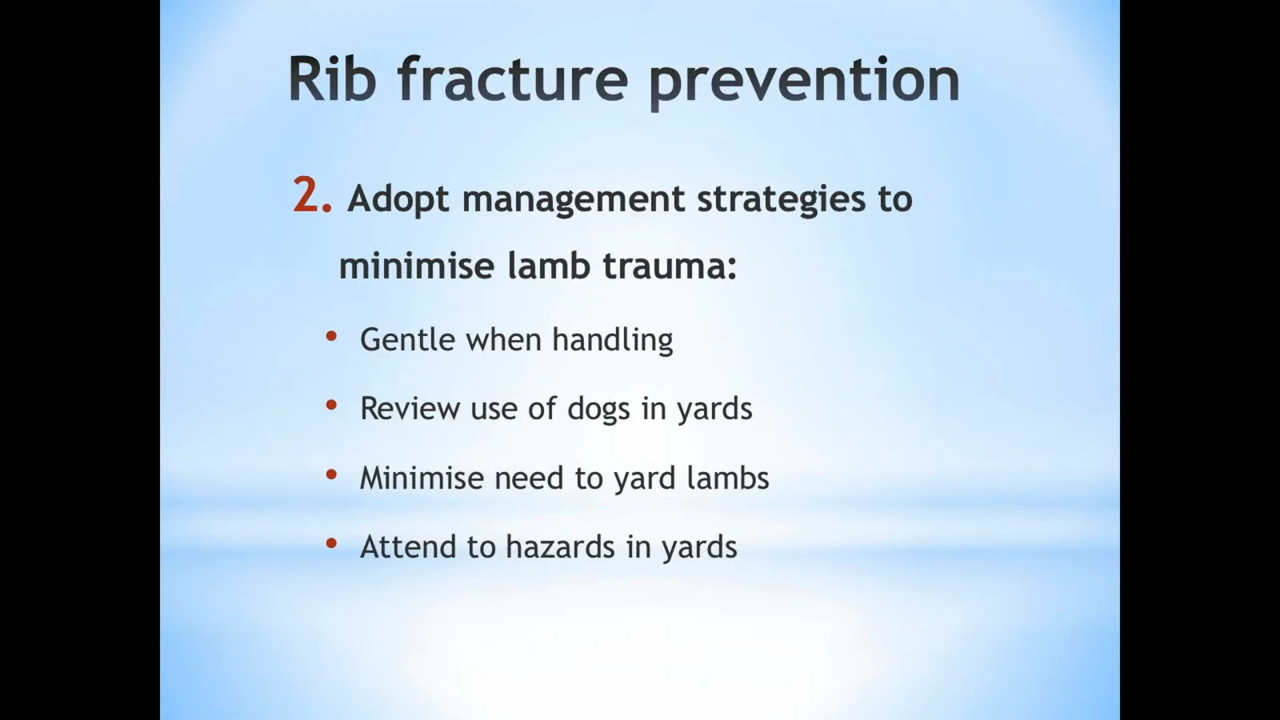 Rib fracture prevention
2. Adopt management strategies to
minimise lamb trauma:
• Gentle when handling
• Review use of dogs in yards
• Minimise need to yard lambs
• Attend to hazards in yards